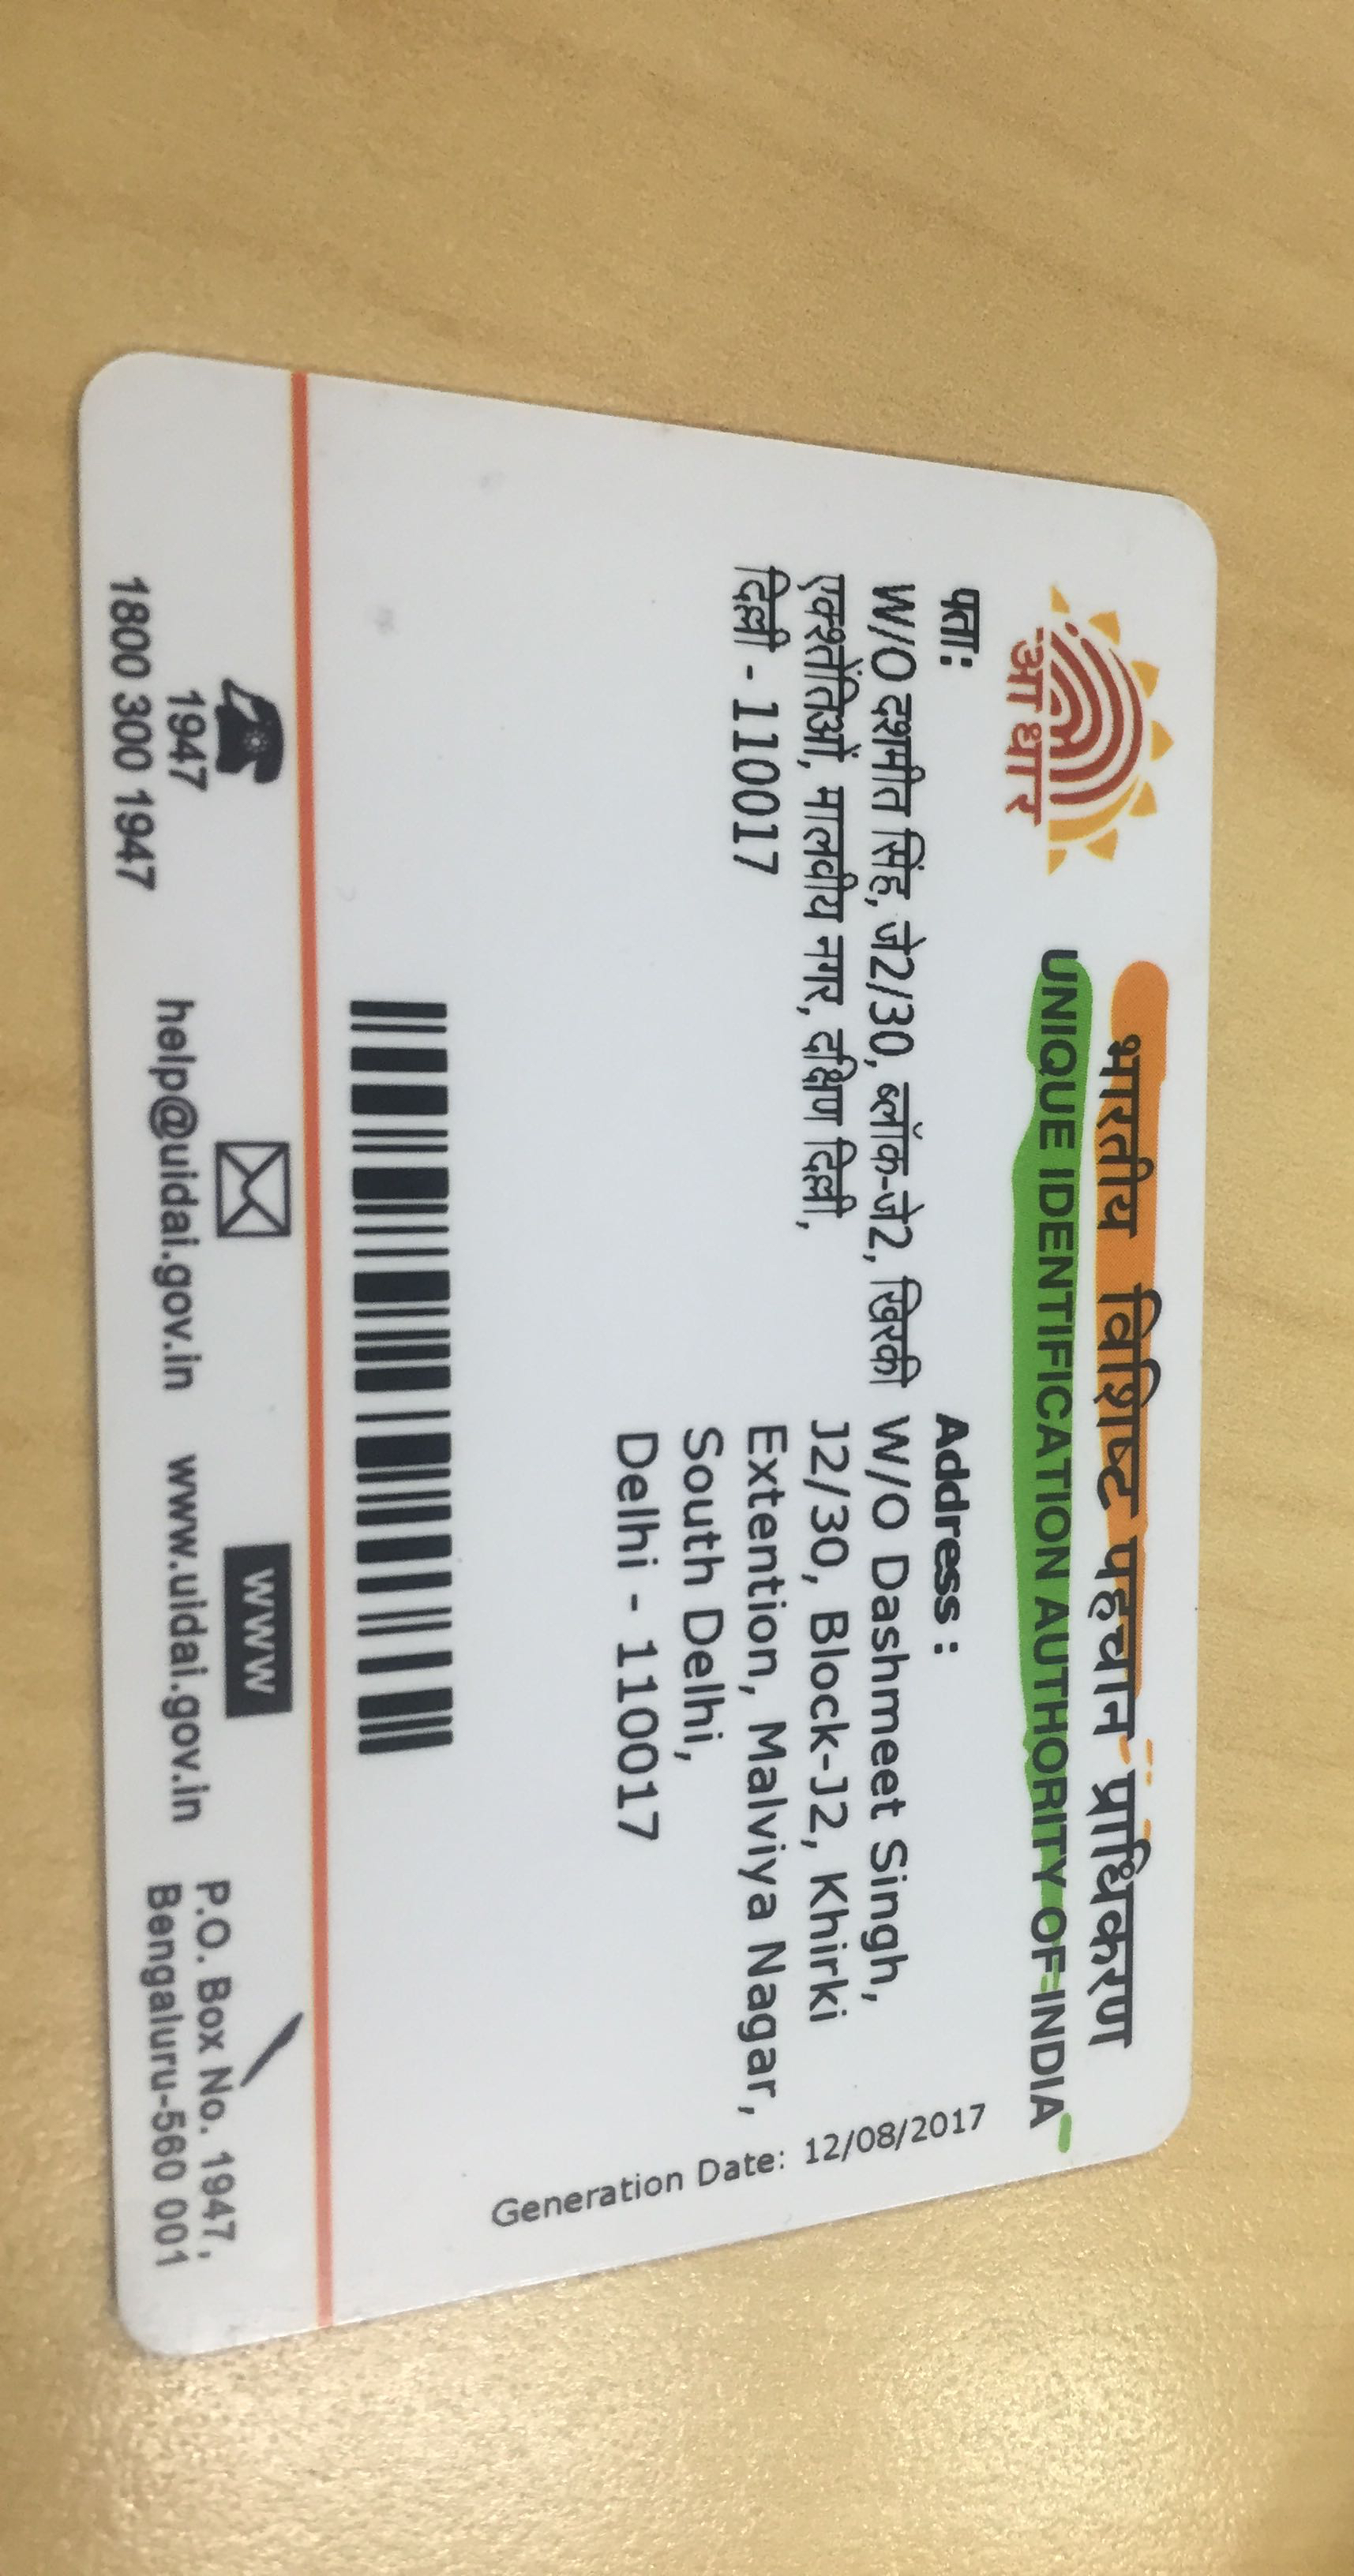 भारतीय विशिष्ट पहचान प्राधिकरण
UNIQUE IDENTIFICATION AUTHORITY OF INDIA
आधार
पता:
W/O दशमीत सिंह, जे2/30, ब्लॉक-जे2, खिरकी
एक्श्तेंतिओं, मालवीय नगर, दक्षिण दिल्ली,
दिल्ली - 110017
Address :
W/O Dashmeet Singh,
J2/30, Block-J2, Khirki
Extention, Malviya Nagar,
South Delhi,
Delhi - 110017
Generation Date: 12/08/2017
1947
1800 300 1947
help@uidai.gov.in
www
www.uidai.gov.in
P.O. Box No. 1947,
Bengaluru-560 001